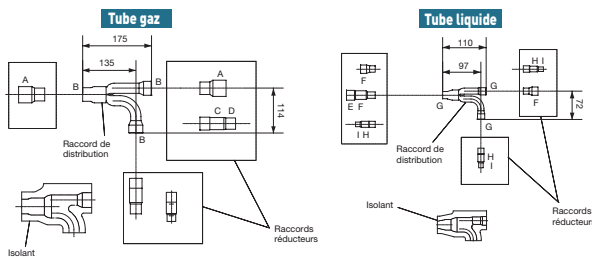 Tube gaz
175
135
A
B
B
B
A
C D
114
Raccord de
distribution
Raccords
réducteurs
Isolant
Tube liquide
110
97
F
E F
I H
G
G
G
H I
F
72
H
I
Raccord de
distribution
Raccords
réducteurs
Isolant